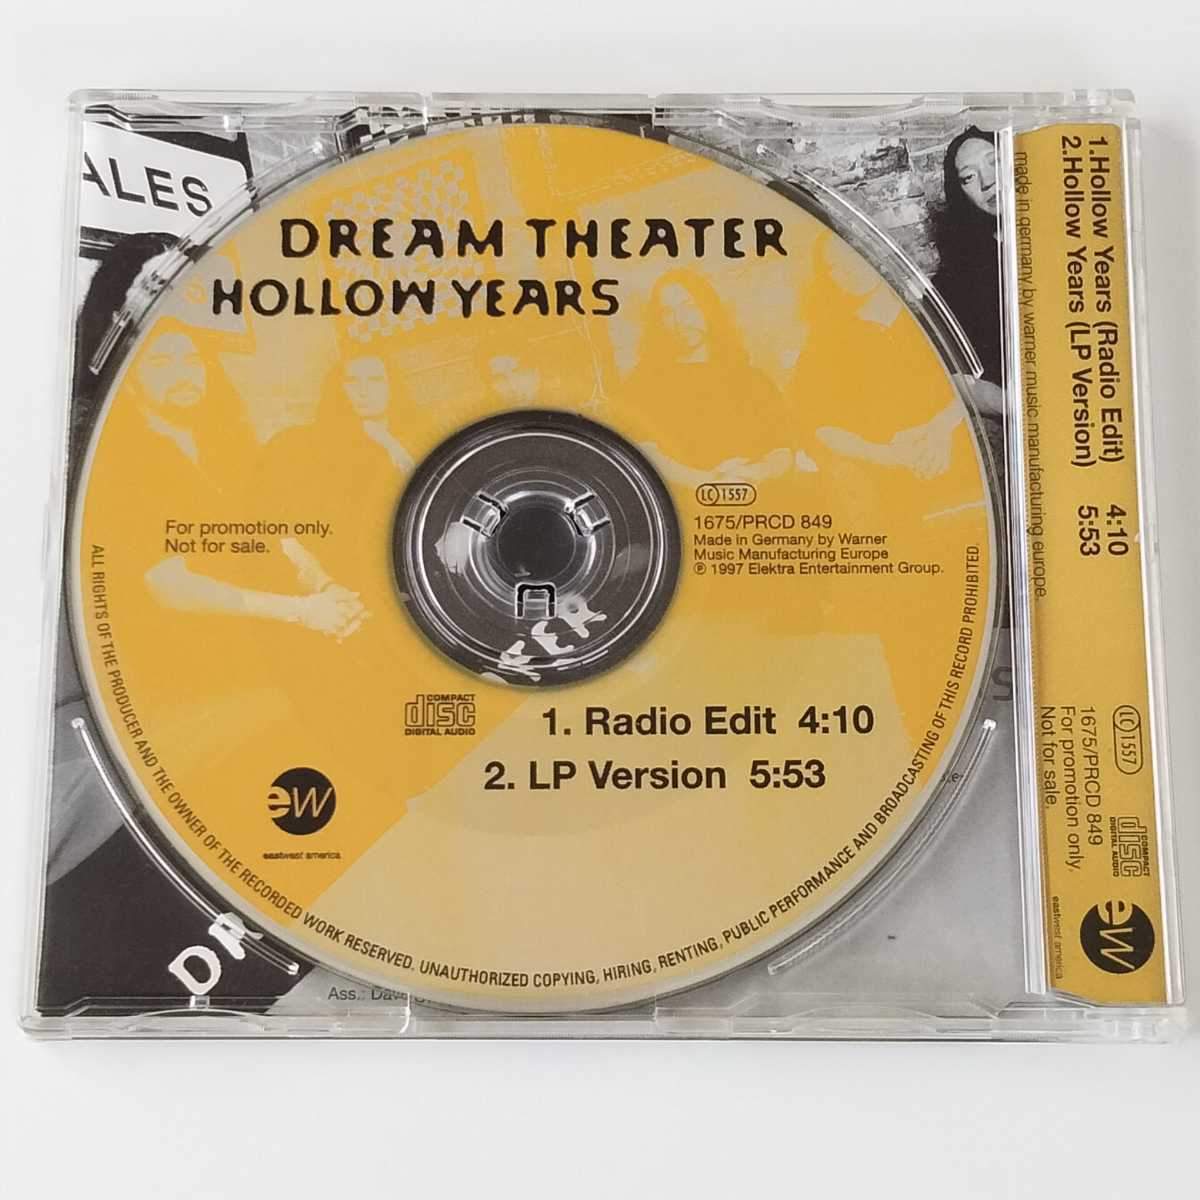 ALES
DREAM THEATER
HOLLOW YEARS
For promotion only.
Not for sale.
LC 1557
1675/PRCD 849
Made in Germany by Warner
Music Manufacturing Europe
℗ 1997 Elektra Entertainment Group.
COMPACT
disc
DIGITAL AUDIO
1. Radio Edit 4:10
2. LP Version 5:53
ew
eastwest america
ALL RIGHTS OF THE PRODUCER AND THE OWNER OF THE RECORDED WORK RESERVED. UNAUTHORIZED COPYING, HIRING, RENTING, PUBLIC PERFORMANCE AND BROADCASTING OF THIS RECORD PROHIBITED.
DR
Ass.: Dave
1.Hollow Years (Radio Edit) 4:10
2.Hollow Years (LP Version) 5:53
made in germany by warner music manufacturing europe.
LC 1557
1675/PRCD 849
For promotion only.
Not for sale.
COMPACT
disc
DIGITAL AUDIO
ew
eastwest america